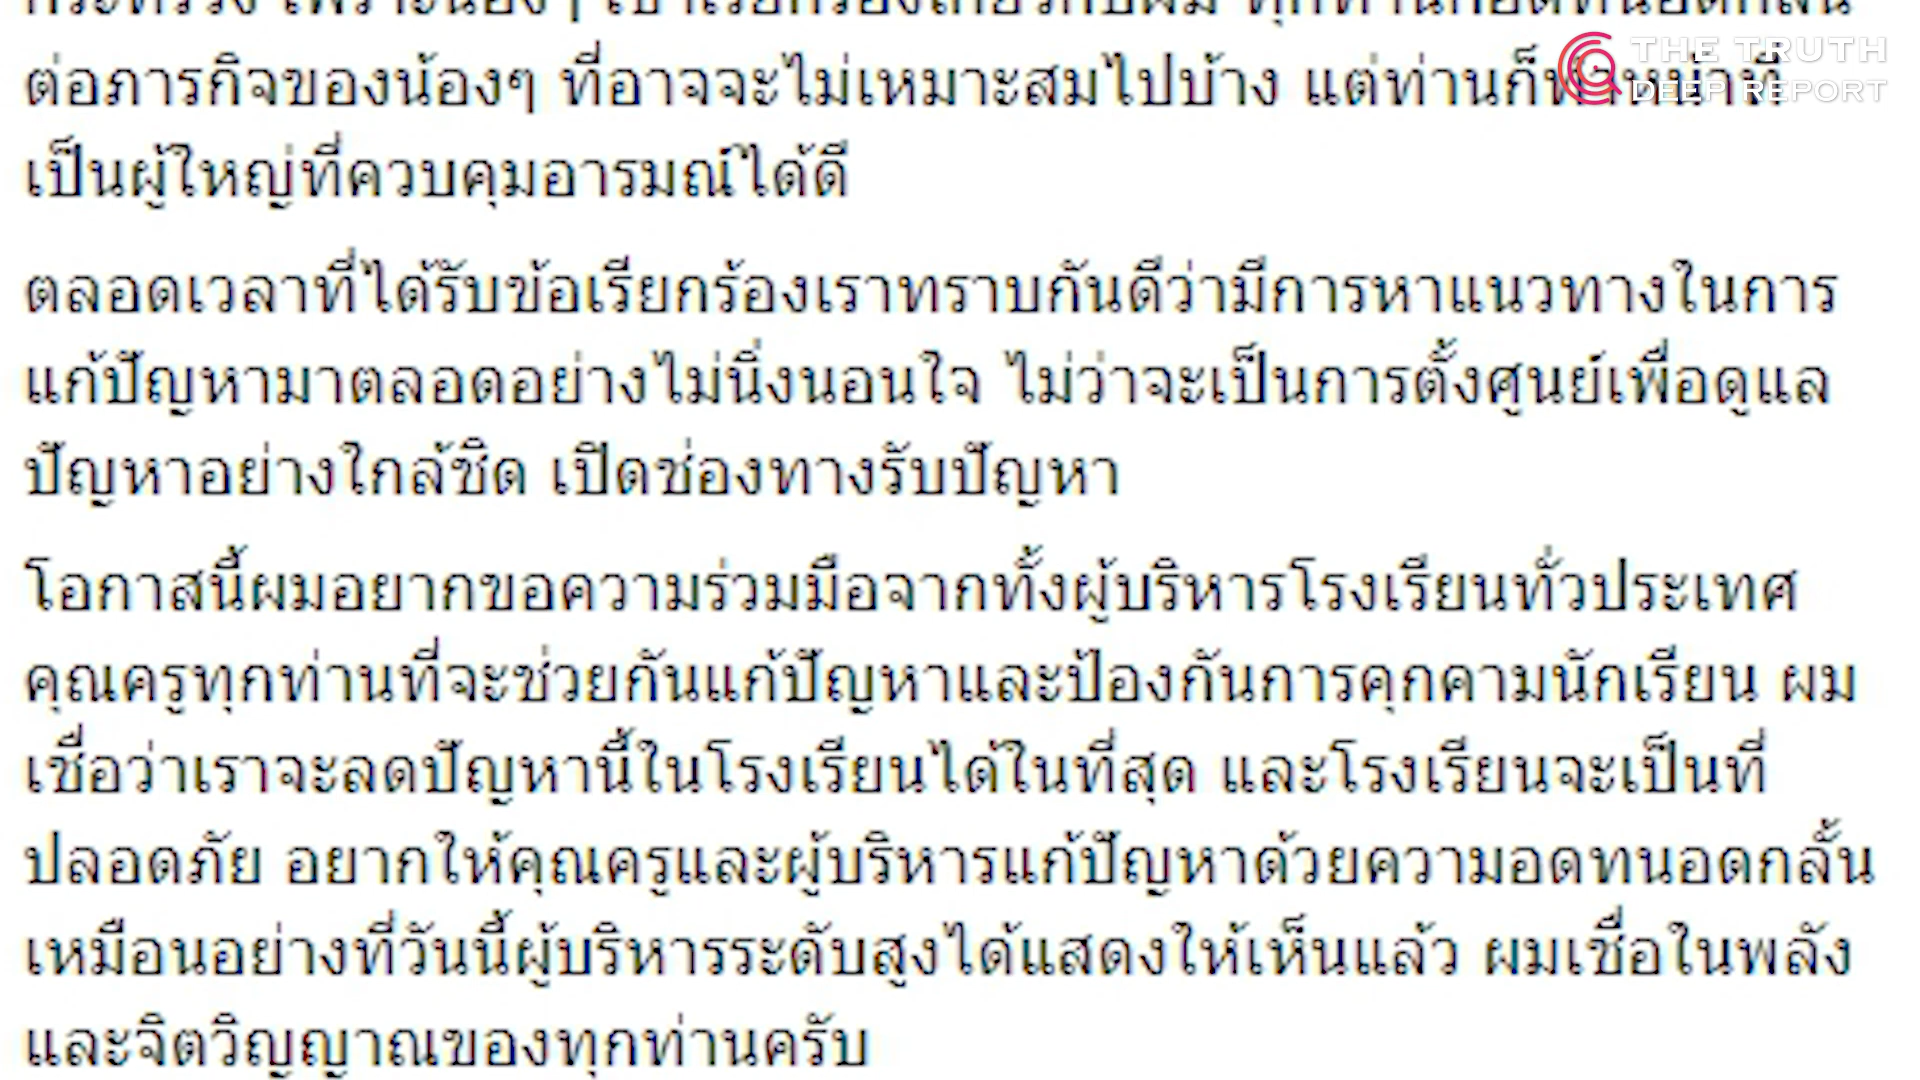 ต่อภารกิจของน้องๆ ที่อาจจะไม่เหมาะสมไปบ้าง แต่ท่านก็ทำหน้าที่
เป็นผู้ใหญ่ที่ควบคุมอารมณ์ได้ดี
ตลอดเวลาที่ได้รับข้อเรียกร้องเราทราบกันดีว่ามีการหาแนวทางในการ
แก้ปัญหามาตลอดอย่างไม่นิ่งนอนใจ ไม่ว่าจะเป็นการตั้งศูนย์เพื่อดูแล
ปัญหาอย่างใกล้ชิด เปิดช่องทางรับปัญหา
โอกาสนี้ผมอยากขอความร่วมมือจากทั้งผู้บริหารโรงเรียนทั่วประเทศ
คุณครูทุกท่านที่จะช่วยกันแก้ปัญหาและป้องกันการคุกคามนักเรียน ผม
เชื่อว่าเราจะลดปัญหานี้ในโรงเรียนได้ในที่สุด และโรงเรียนจะเป็นที่
ปลอดภัย อยากให้คุณครูและผู้บริหารแก้ปัญหาด้วยความอดทนอดกลั้น
เหมือนอย่างที่วันนี้ผู้บริหารระดับสูงได้แสดงให้เห็นแล้ว ผมเชื่อในพลัง
และจิตวิญญาณของทุกท่านครับ
THE TRUTH
DEEP REPORT